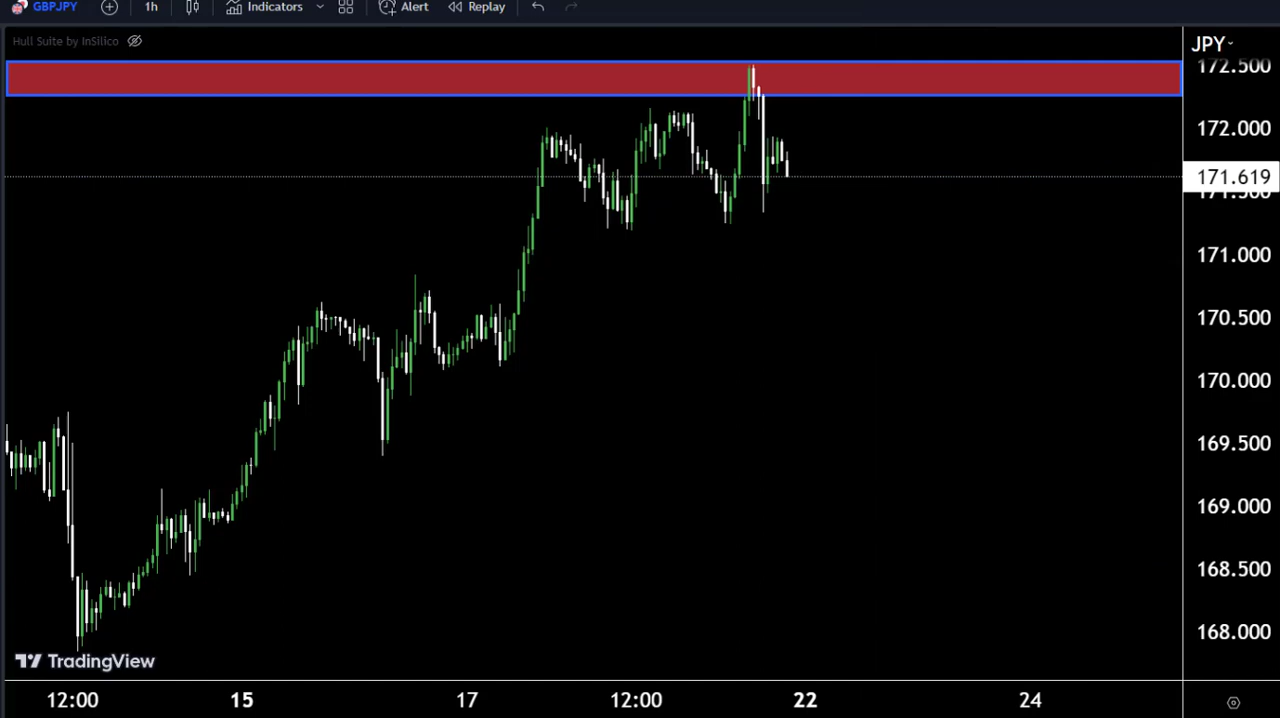 GBPJPY 1h Indicators Alert Replay
Hull Suite by InSilico
JPY
172.500
172.000
171.619
171.500
171.000
170.500
170.000
169.500
169.000
168.500
168.000
TradingView
12:00 15 17 12:00 22 24